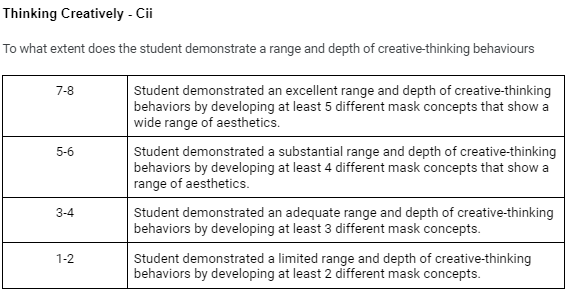 Thinking Creatively - Cii
To what extent does the student demonstrate a range and depth of creative-thinking behaviours
7-8
Student demonstrated an excellent range and depth of creative-thinking
behaviors by developing at least 5 different mask concepts that show a
wide range of aesthetics.
5-6
Student demonstrated a substantial range and depth of creative-thinking
behaviors by developing at least 4 different mask concepts that show a
range of aesthetics.
3-4
Student demonstrated an adequate range and depth of creative-thinking
behaviors by developing at least 3 different mask concepts.
1-2
Student demonstrated a limited range and depth of creative-thinking
behaviors by developing at least 2 different mask concepts.